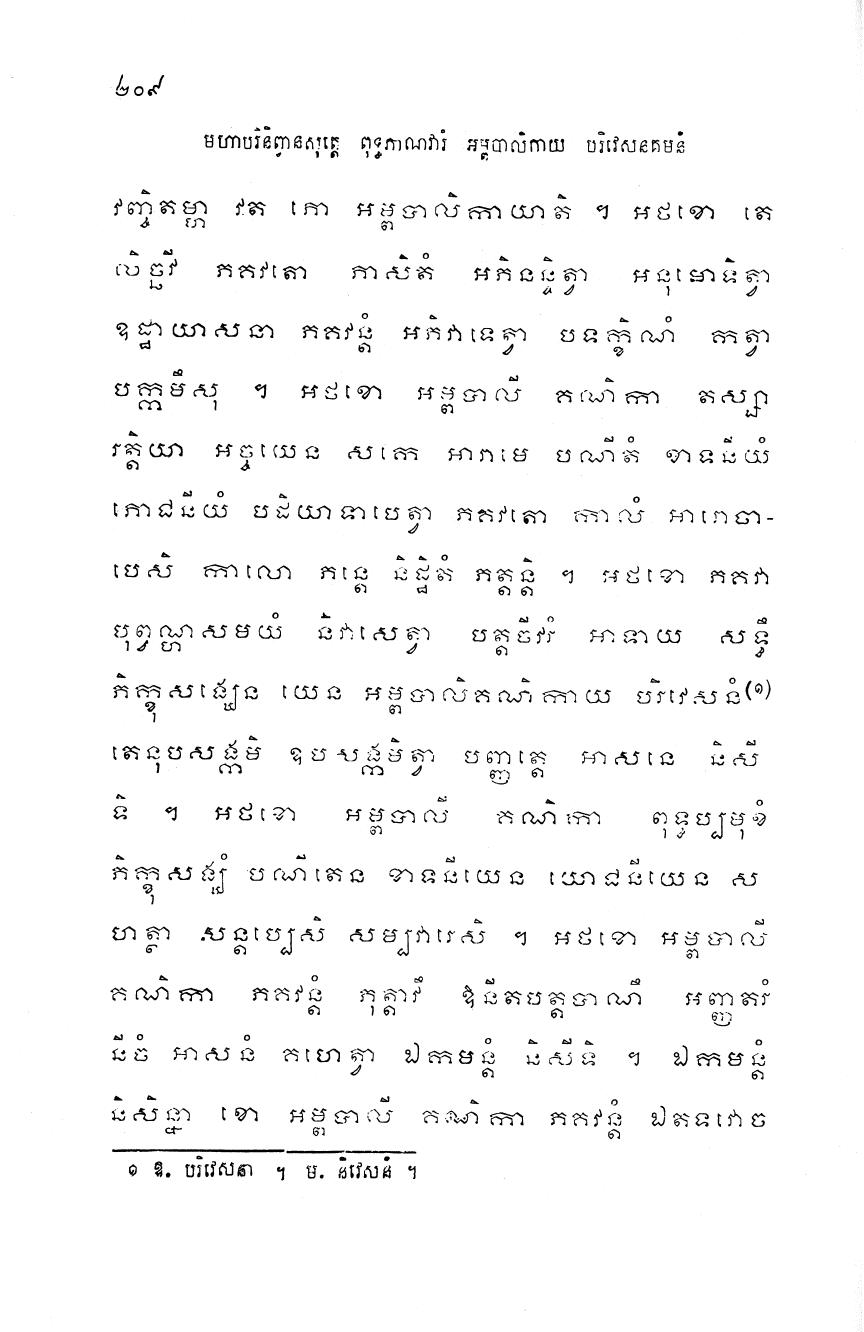 ២០៩
មហាបរិនិព្វានសុត្តេ ពុទ្ធភាណវារំ អម្ពបាលិកាយ បរិវេសនគមនំ
វញ្ចិតម្ហា វត ភោ អម្ពបាលិកាយាតិ ។ អថខោ តេ
លិច្ឆវី ភគវតោ ភាសិតំ អភិនន្ទិត្វា អនុមោទិត្វា
ឧដ្ឋាយាសនា ភគវន្តំ អភិវាទេត្វា បទក្ខិណំ កត្វា
បក្កមឹសុ ។ អថខោ អម្ពបាលី គណិកា តស្សា
រត្តិយា អច្ចយេន សកេ អារាមេ បណីតំ ខាទនីយំ
ភោជនីយំ បដិយាទាបេត្វា ភគវតោ កាលំ អារោចា-
បេសិ កាលោ ភន្តេ និដ្ឋិតំ ភត្តន្តិ ។ អថខោ ភគវា
បុព្វណ្ហសមយំ និវាសេត្វា បត្តចីវរំ អាទាយ សទ្ធឹ
ភិក្ខុសង្ឃេន យេន អម្ពបាលិគណិកាយ បរិវេសនំ(១)
តេនុបសង្កមិ ឧបសង្កមិត្វា បញ្ញត្តេ អាសនេ និសី
ទិ ។ អថខោ អម្ពបាលី គណិកា ពុទ្ធប្បមុខំ
ភិក្ខុសង្ឃំ បណីតេន ខាទនីយេន ភោជនីយេន ស
ហត្ថា សន្តប្បេសិ សម្បវារេសិ ។ អថខោ អម្ពបាលី
គណិកា ភគវន្តំ ភុត្តាវឹ ឱនីតបត្តបាណឹ អញ្ញតរំ
នីចំ អាសនំ គហេត្វា ឯកមន្តំ និសីទិ ។ ឯកមន្តំ
និសិន្នា ខោ អម្ពបាលី គណិកា ភគវន្តំ ឯតទវោច
១ ឱ. បរិវេសនា ។ ម. និវេសនំ ។